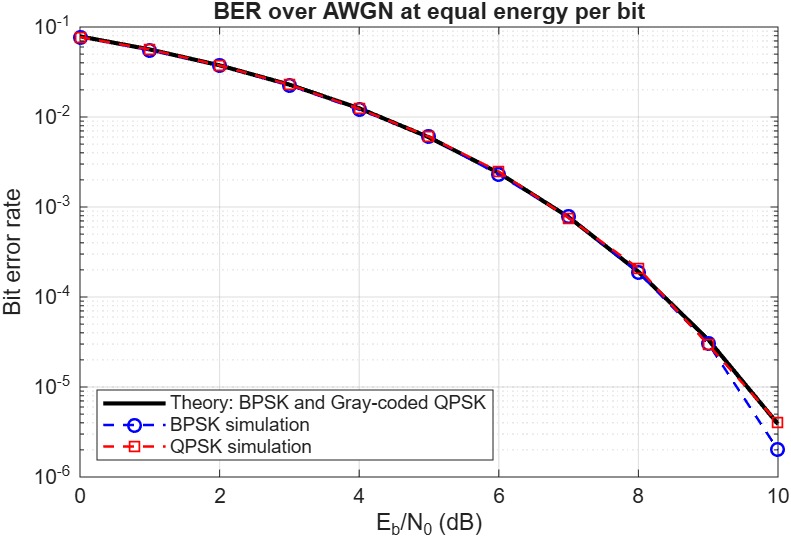 BER over AWGN at equal energy per bit
Bit error rate
10⁻¹
10⁻²
10⁻³
10⁻⁴
10⁻⁵
10⁻⁶
Theory: BPSK and Gray-coded QPSK
BPSK simulation
QPSK simulation
0 2 4 6 8 10
E_b/N_0 (dB)